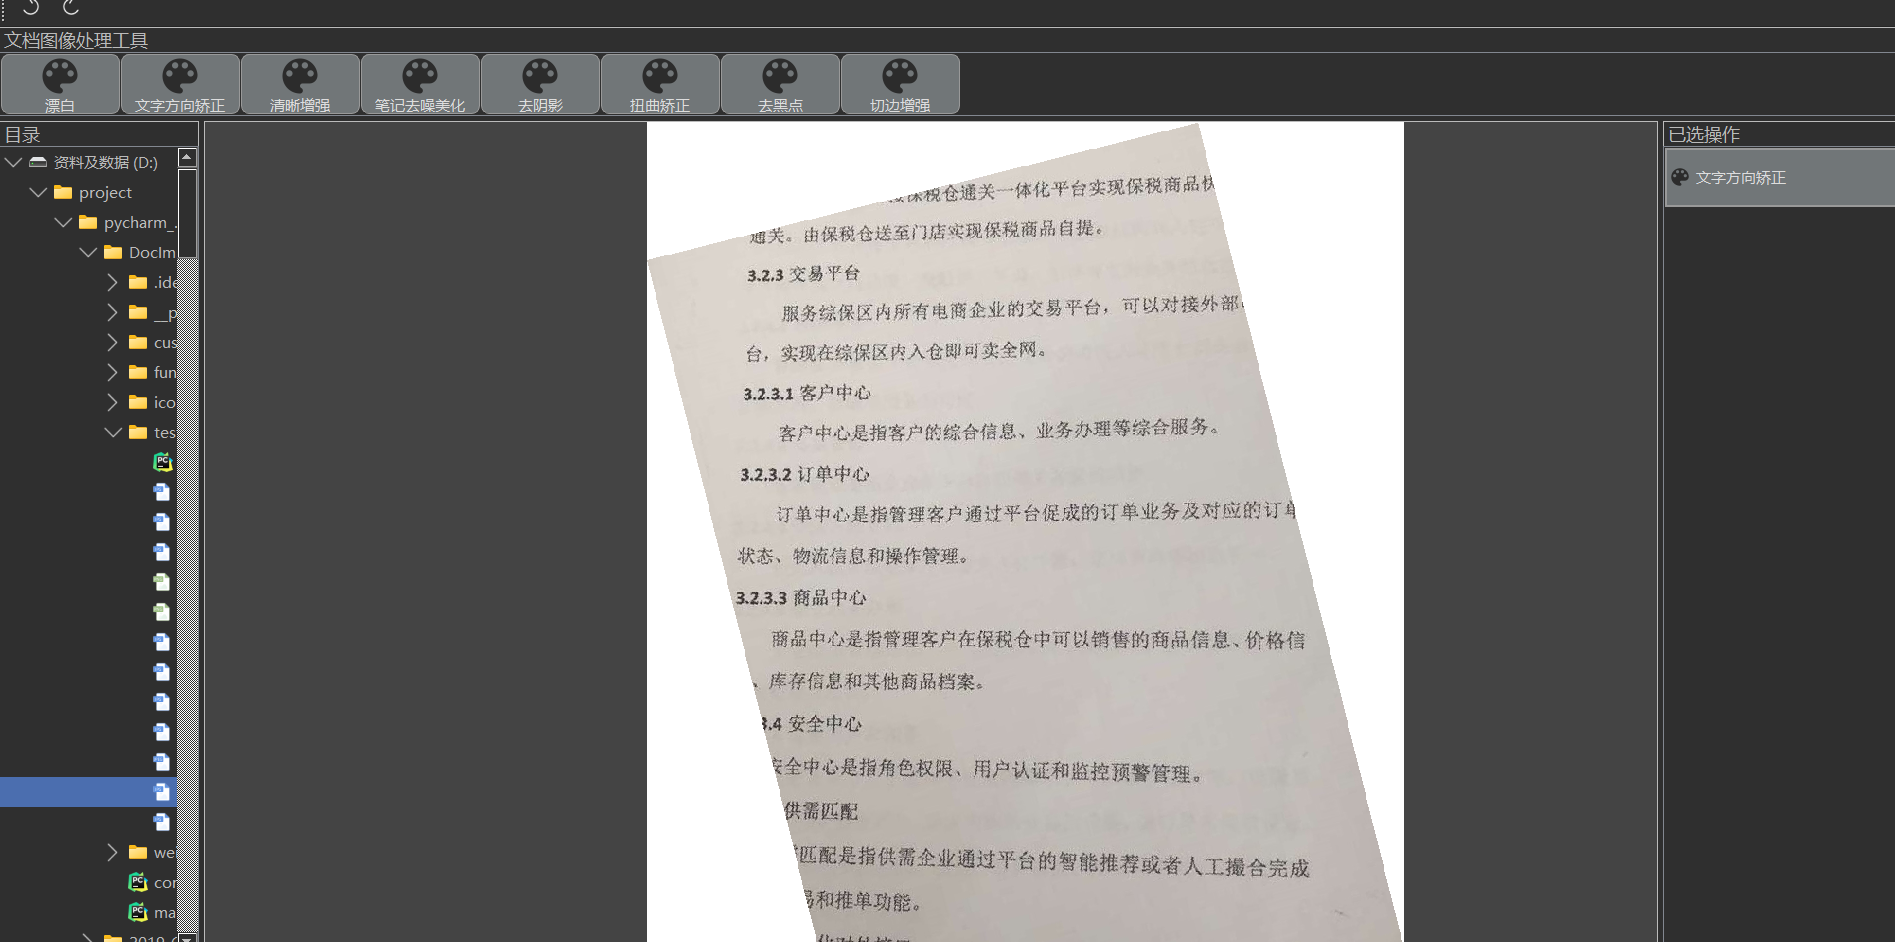 文档图像处理工具
漂白
文字方向矫正
清晰增强
笔记去噪美化
去阴影
扭曲矫正
去黑点
切边增强
目录
资料及数据 (D:)
project
pycharm_.
DocIm
.ide
__p
cus
fun
ico
tes
we
con
ma
已选操作
文字方向矫正
保税仓通关一体化平台实现保税商品快
通关。由保税仓送至门店实现保税商品自提。
3.2.3 交易平台
服务综保区内所有电商企业的交易平台，可以对接外部
台，实现在综保区内入仓即可卖全网。
3.2.3.1 客户中心
客户中心是指客户的综合信息、业务办理等综合服务。
3.2.3.2 订单中心
订单中心是指管理客户通过平台促成的订单业务及对应的订单
状态、物流信息和操作管理。
3.2.3.3 商品中心
商品中心是指管理客户在保税仓中可以销售的商品信息、价格信
、库存信息和其他商品档案。
3.4 安全中心
安全中心是指角色权限、用户认证和监控预警管理。
供需匹配
匹配是指供需企业通过平台的智能推荐或者人工撮合完成
易和推单功能。